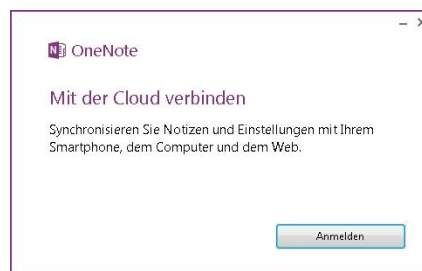 OneNote
Mit der Cloud verbinden
Synchronisieren Sie Notizen und Einstellungen mit Ihrem
Smartphone, dem Computer und dem Web.
Anmelden